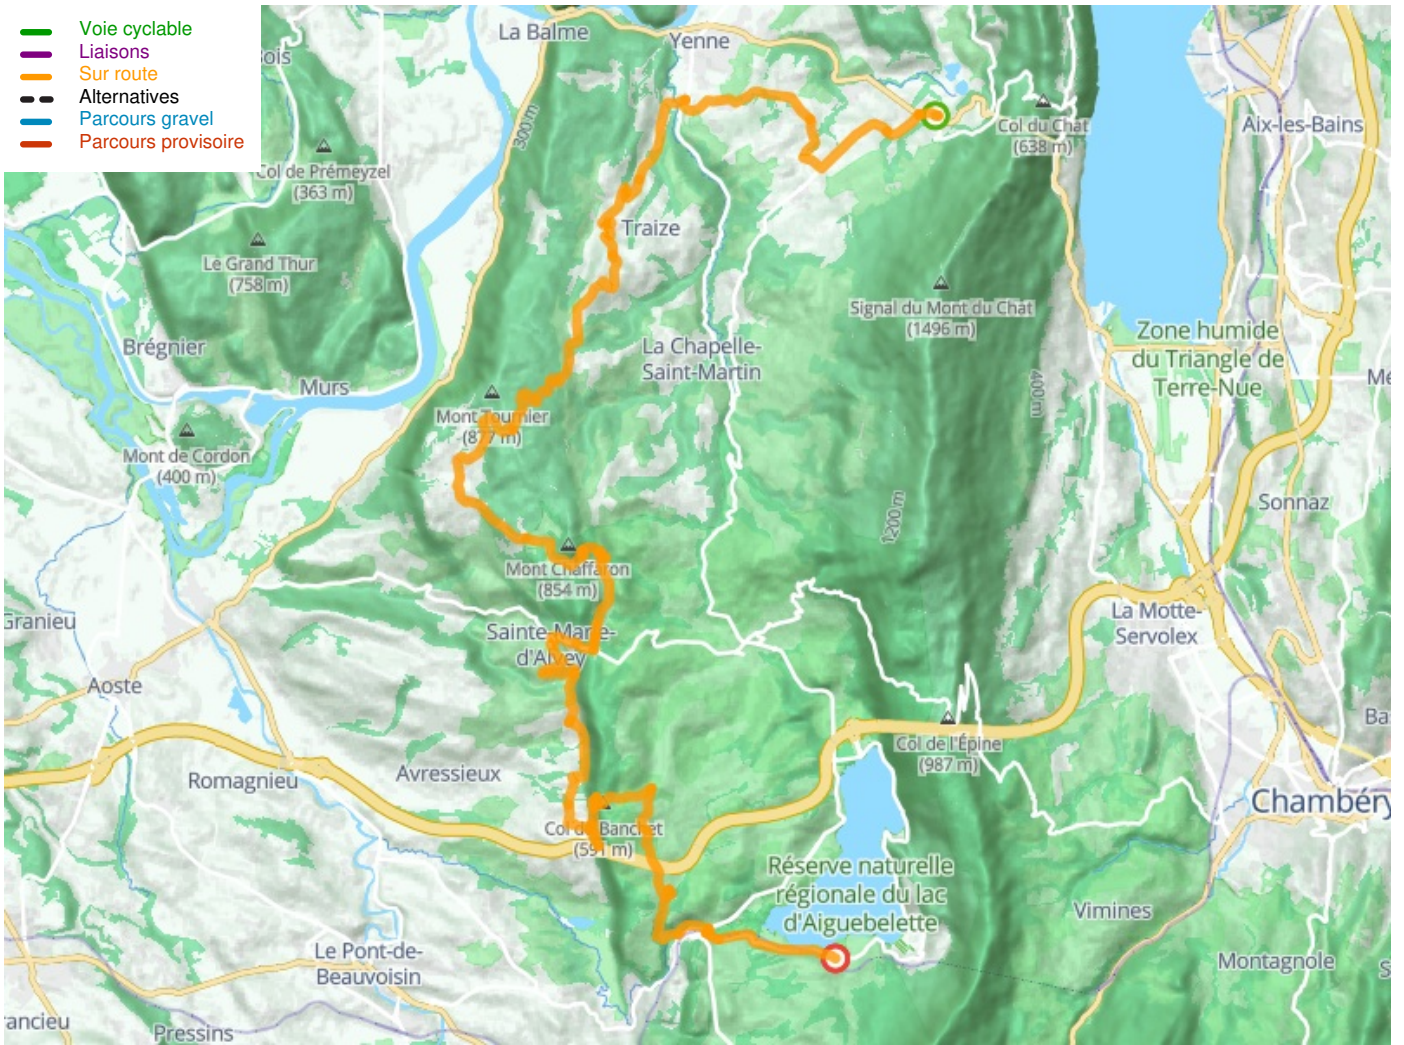 Voie cyclable
Liaisons
Sur route
Alternatives
Parcours gravel
Parcours provisoire
La Balme
Yenne
300 m
Col du Chat
(638 m)
Aix-les-Bains
Col de Prémeyzel
(363 m)
Traize
Le Grand Thur
(758 m)
Signal du Mont du Chat
(1496 m)
Zone humide
du Triangle de
Terre-Nue
Brégnier
La Chapelle-
Saint-Martin
Murs
400 m
Mont Tournier
Mont de Cordon
(400 m)
Sonnaz
1200 m
Mont Chaffaron
(854 m)
La Motte-
Servolex
Granieu
Sainte-Marie-
d'Alvey
Aoste
Col de l'Épine
(987 m)
Romagnieu
Avressieux
Chambéry
Col du Banchet
(591 m)
Réserve naturelle
régionale du lac
d'Aiguebelette
Vimines
Le Pont-de-
Beauvoisin
Montagnole
Pressins